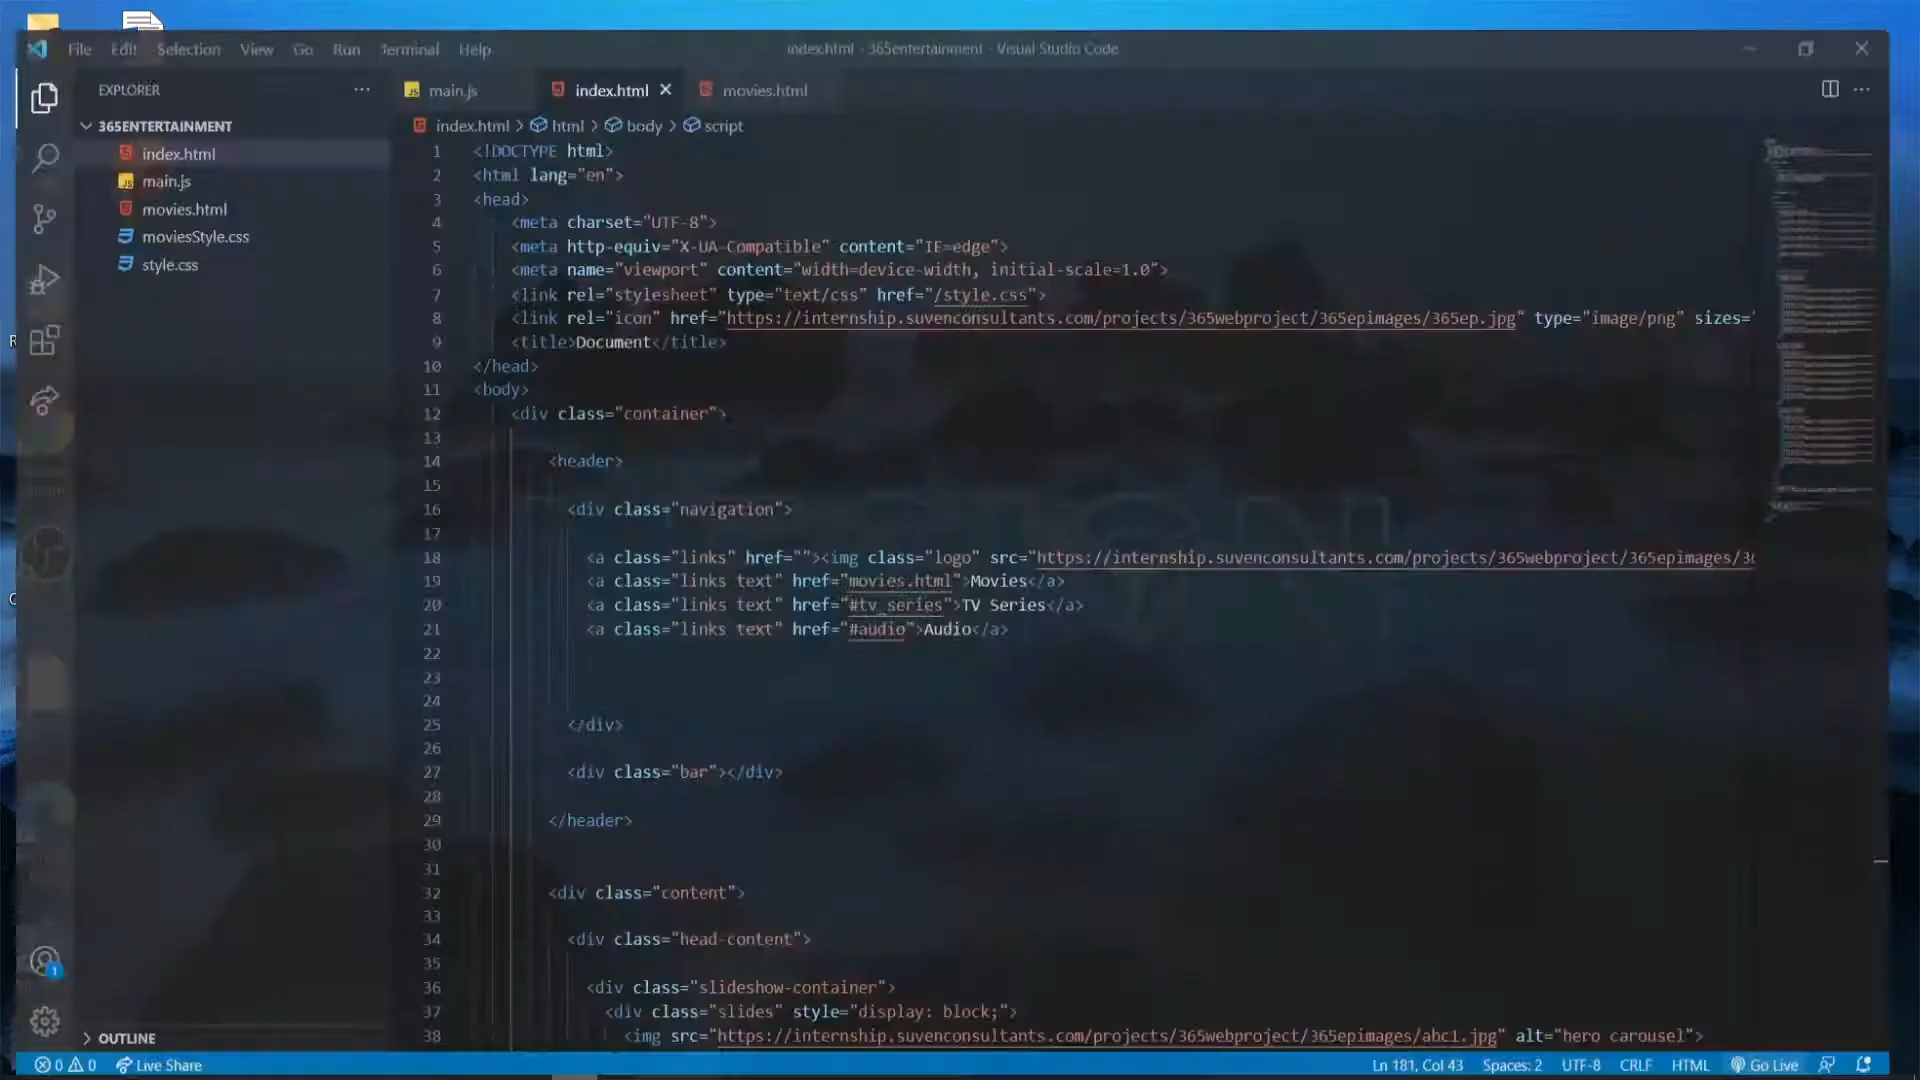 File Edit Selection View Go Run Terminal Help
index.html - 365entertainment - Visual Studio Code
EXPLORER
365ENTERTAINMENT
index.html
main.js
movies.html
moviesStyle.css
style.css
OUTLINE
main.js index.html movies.html
index.html > html > body > script
1 <!DOCTYPE html>
2 <html lang="en">
3 <head>
4 <meta charset="UTF-8">
5 <meta http-equiv="X-UA-Compatible" content="IE=edge">
6 <meta name="viewport" content="width=device-width, initial-scale=1.0">
7 <link rel="stylesheet" type="text/css" href="/style.css">
8 <link rel="icon" href="https://internship.suvenconsultants.com/projects/365webproject/365epimages/365ep.jpg" type="image/png" sizes="
9 <title>Document</title>
10 </head>
11 <body>
12 <div class="container">
13
14 <header>
15
16 <div class="navigation">
17
18 <a class="links" href=""><img class="logo" src="https://internship.suvenconsultants.com/projects/365webproject/365epimages/3
19 <a class="links text" href="movies.html">Movies</a>
20 <a class="links text" href="#tv_series">TV Series</a>
21 <a class="links text" href="#audio">Audio</a>
22
23
24
25 </div>
26
27 <div class="bar"></div>
28
29 </header>
30
31
32 <div class="content">
33
34 <div class="head-content">
35
36 <div class="slideshow-container">
37 <div class="slides" style="display: block;">
38 <img src="https://internship.suvenconsultants.com/projects/365webproject/365epimages/abc1.jpg" alt="hero carousel">
0 0 Live Share
Ln 181, Col 43 Spaces: 2 UTF-8 CRLF HTML Go Live